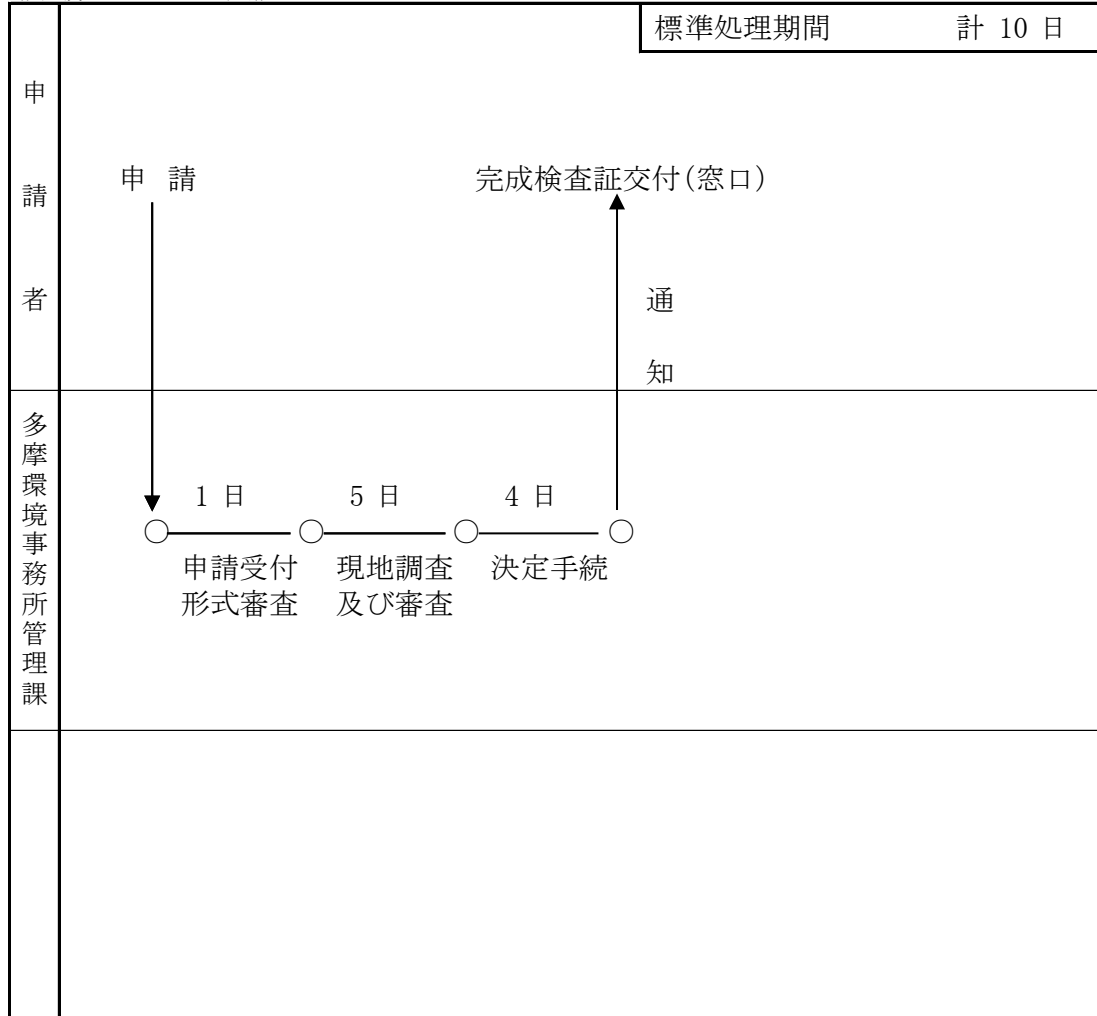 標準処理期間 計 10 日
申請者
申 請
完成検査証交付(窓口)
通知
多摩環境事務所管理課
1 日 5 日 4 日
申請受付 現地調査 決定手続
形式審査 及び審査